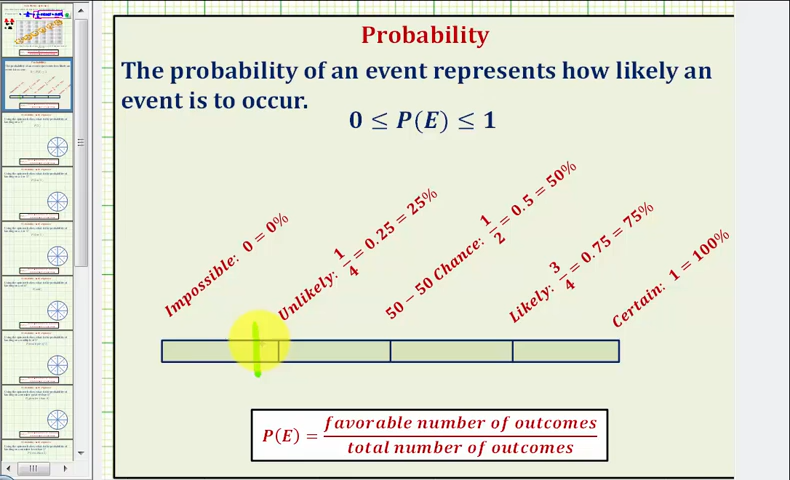 Probability
The probability of an event represents how likely an
event is to occur.
0 ≤ P(E) ≤ 1
Impossible: 0 = 0%
Unlikely: 1/4 = 0.25 = 25%
50 − 50 Chance: 1/2 = 0.5 = 50%
Likely: 3/4 = 0.75 = 75%
Certain: 1 = 100%
P(E) = favorable number of outcomes / total number of outcomes